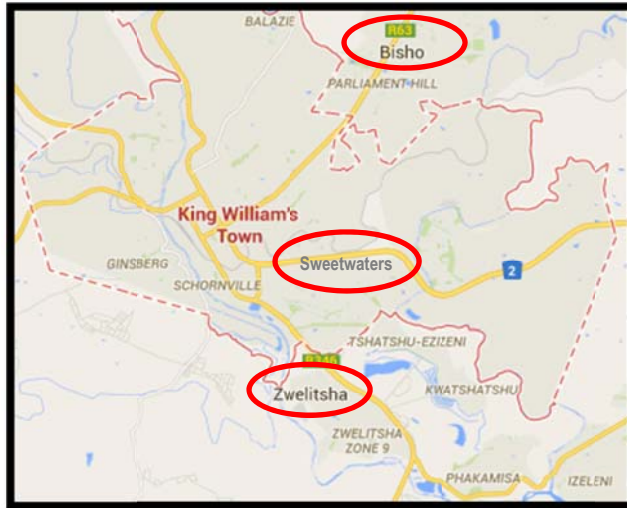 BALAZIE
R63
Bisho
PARLIAMENT HILL
King William's
Town
Sweetwaters
GINSBERG
2
SCHORNVILLE
TSHATSHU-EZIZENI
R346
Zwelitsha
KWATSHATSHU
ZWELITSHA
ZONE 9
PHAKAMISA
IZELENI